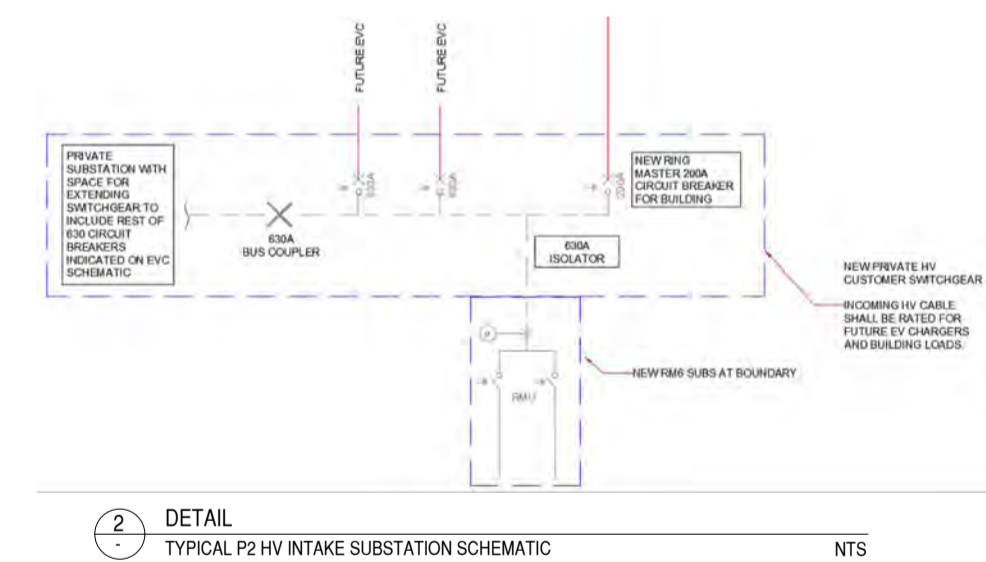 FUTURE EVC
FUTURE EVC
PRIVATE
SUBSTATION WITH
SPACE FOR
EXTENDING
SWITCHGEAR TO
INCLUDE REST OF
630 CIRCUIT
BREAKERS
INDICATED ON EVC
SCHEMATIC
630A
BUS COUPLER
630A
630A
200A
NEW RING
MASTER 200A
CIRCUIT BREAKER
FOR BUILDING
630A
ISOLATOR
NEW PRIVATE HV
CUSTOMER SWITCHGEAR
INCOMING HV CABLE
SHALL BE RATED FOR
FUTURE EV CHARGERS
AND BUILDING LOADS.
NEW RM6 SUBS AT BOUNDARY
RMU
2
-
DETAIL
TYPICAL P2 HV INTAKE SUBSTATION SCHEMATIC
NTS